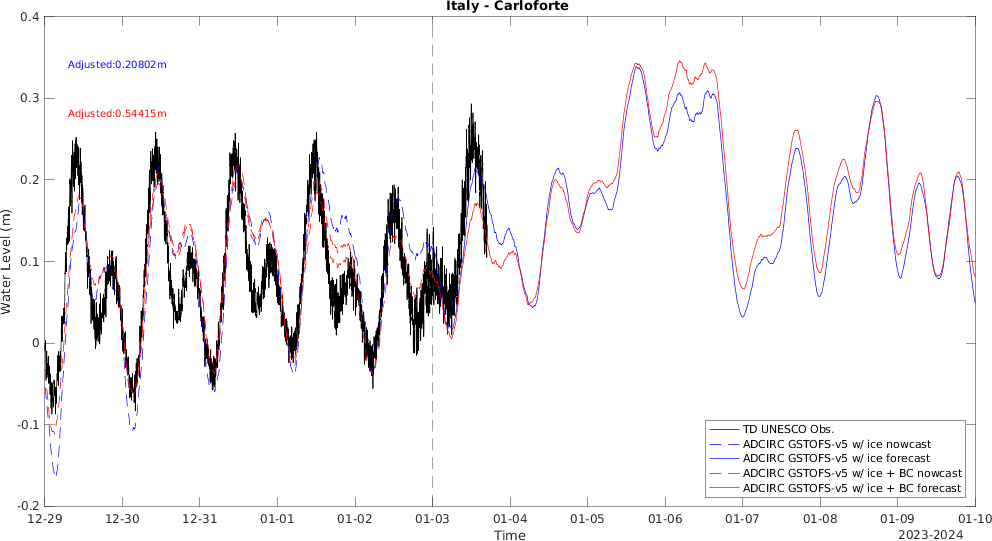 Italy - Carloforte
Adjusted:0.20802m
Adjusted:0.54415m
Water Level (m)
0.4
0.3
0.2
0.1
0
-0.1
-0.2
TD UNESCO Obs.
ADCIRC GSTOFS-v5 w/ ice nowcast
ADCIRC GSTOFS-v5 w/ ice forecast
ADCIRC GSTOFS-v5 w/ ice + BC nowcast
ADCIRC GSTOFS-v5 w/ ice + BC forecast
12-29 12-30 12-31 01-01 01-02 01-03 01-04 01-05 01-06 01-07 01-08 01-09 01-10
Time
2023-2024